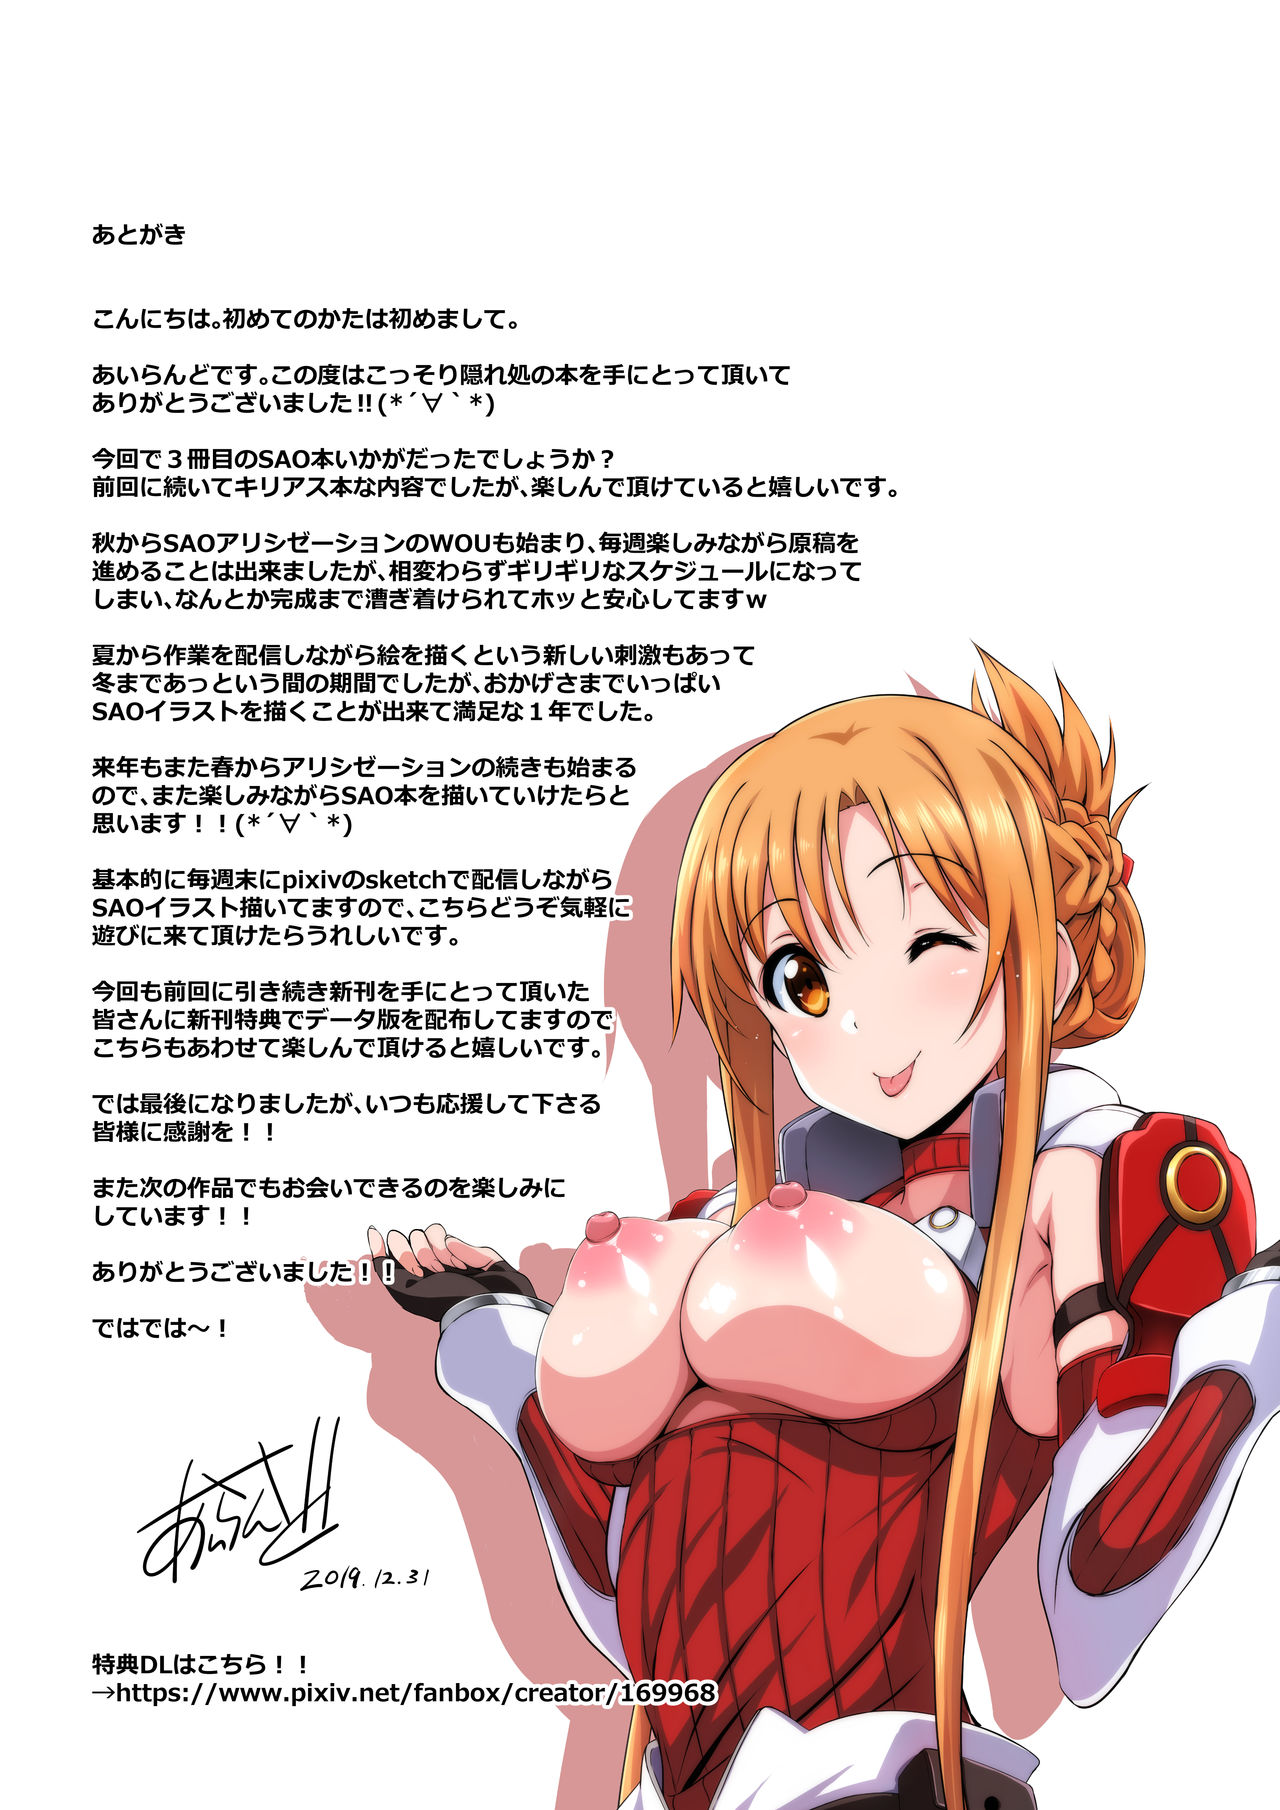 あとがき
こんにちは。初めてのかたは初めまして。
あいらんどです。この度はこっそり隠れ処の本を手にとって頂いて
ありがとうございました!!(*´∀｀*)
今回で３冊目のSAO本いかがだったでしょうか？
前回に続いてキリアス本な内容でしたが、楽しんで頂けていると嬉しいです。
秋からSAOアリシゼーションのWOUも始まり、毎週楽しみながら原稿を
進めることは出来ましたが、相変わらずギリギリなスケジュールになって
しまい、なんとか完成まで漕ぎ着けられてホッと安心してますｗ
夏から作業を配信しながら絵を描くという新しい刺激もあって
冬まであっという間の期間でしたが、おかげさまでいっぱい
SAOイラストを描くことが出来て満足な１年でした。
来年もまた春からアリシゼーションの続きも始まる
ので、また楽しみながらSAO本を描いていけたらと
思います！！(*´∀｀*)
基本的に毎週末にpixivのsketchで配信しながら
SAOイラスト描いてますので、こちらどうぞ気軽に
遊びに来て頂けたらうれしいです。
今回も前回に引き続き新刊を手にとって頂いた
皆さんに新刊特典でデータ版を配布してますので
こちらもあわせて楽しんで頂けると嬉しいです。
では最後になりましたが、いつも応援して下さる
皆様に感謝を！！
また次の作品でもお会いできるのを楽しみに
しています！！
ありがとうございました！！
ではでは～！
あいらんど
2019.12.31
特典DLはこちら！！
→https://www.pixiv.net/fanbox/creator/169968